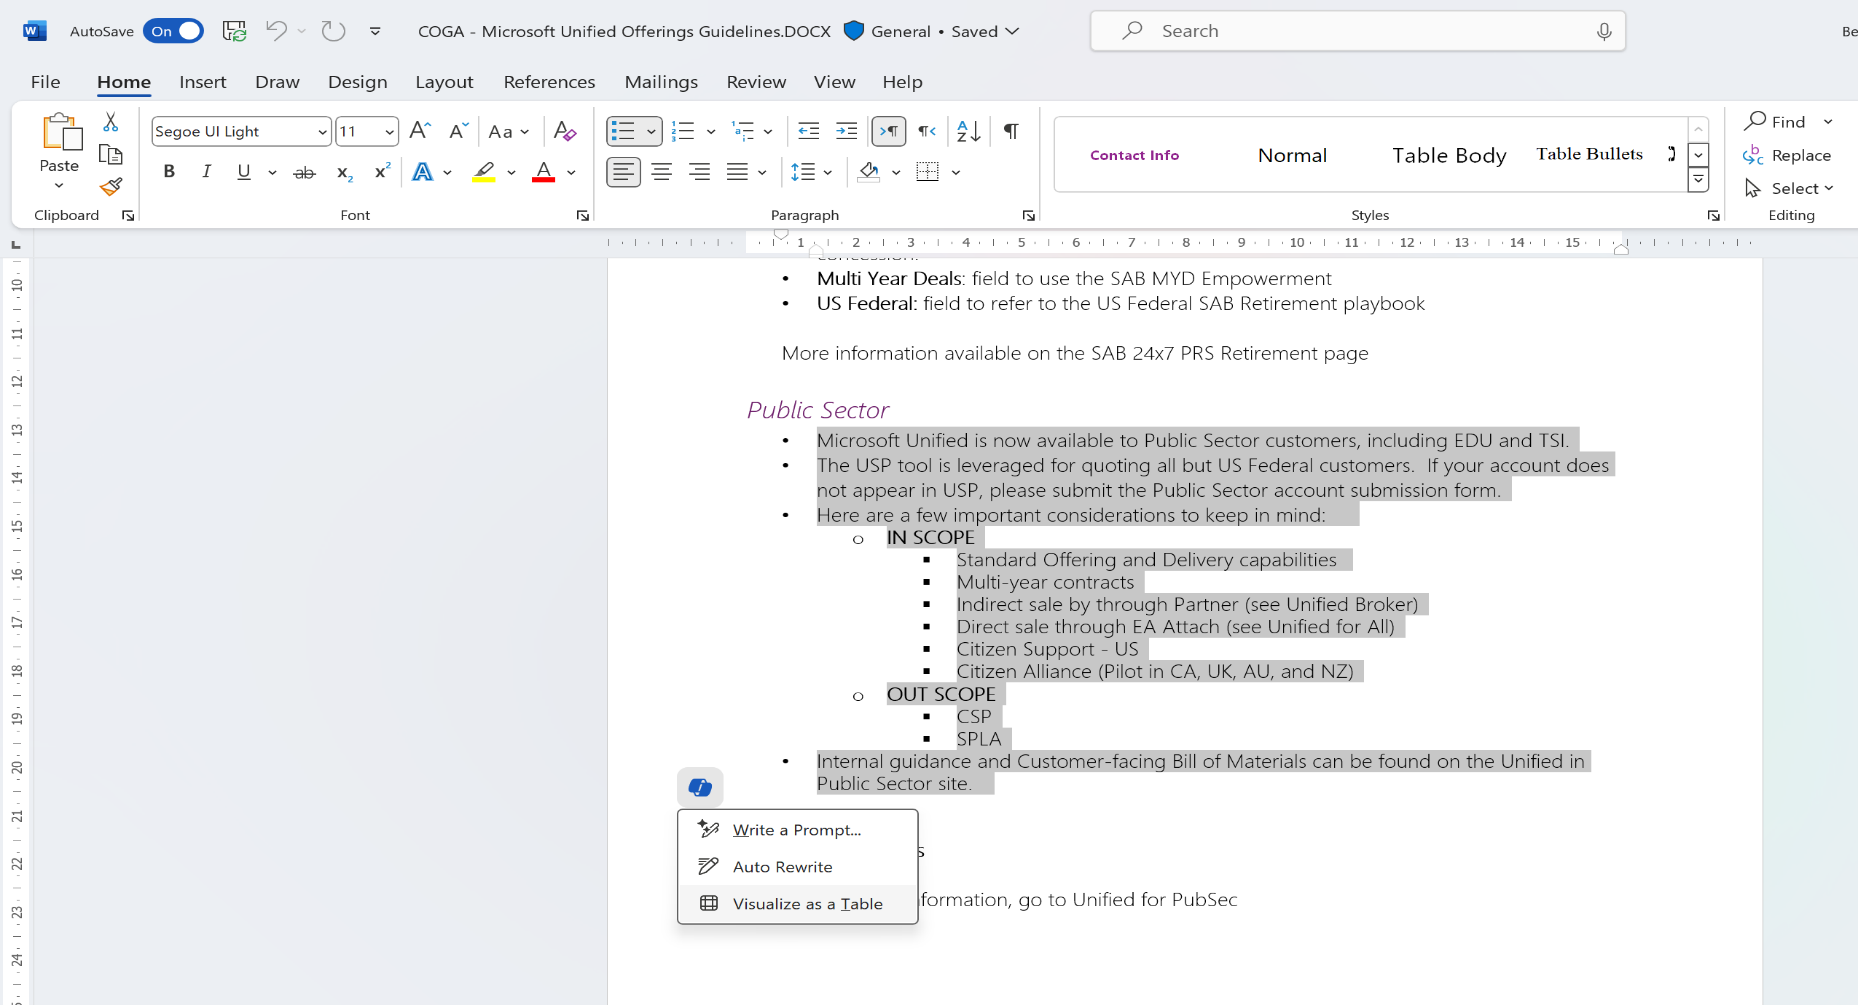 AutoSave On COGA - Microsoft Unified Offerings Guidelines.DOCX General • Saved Search Be
File Home Insert Draw Design Layout References Mailings Review View Help
Paste
Clipboard
Segoe UI Light 11 A A Aa A
B I U ab x₂ x² A A
Font
Paragraph
Contact Info Normal Table Body Table Bullets
Styles
Find
Replace
Select
Editing
1 2 3 4 5 6 7 8 9 10 11 12 13 14 15
10
11
12
13
14
15
16
17
18
19
20
21
22
23
24
concession.
• Multi Year Deals: field to use the SAB MYD Empowerment
• US Federal: field to refer to the US Federal SAB Retirement playbook
More information available on the SAB 24x7 PRS Retirement page
Public Sector
• Microsoft Unified is now available to Public Sector customers, including EDU and TSI.
• The USP tool is leveraged for quoting all but US Federal customers. If your account does
not appear in USP, please submit the Public Sector account submission form.
• Here are a few important considerations to keep in mind:
o IN SCOPE
▪ Standard Offering and Delivery capabilities
▪ Multi-year contracts
▪ Indirect sale by through Partner (see Unified Broker)
▪ Direct sale through EA Attach (see Unified for All)
▪ Citizen Support - US
▪ Citizen Alliance (Pilot in CA, UK, AU, and NZ)
o OUT SCOPE
▪ CSP
▪ SPLA
• Internal guidance and Customer-facing Bill of Materials can be found on the Unified in
Public Sector site.
Write a Prompt...
Auto Rewrite
Visualize as a Table
s
formation, go to Unified for PubSec